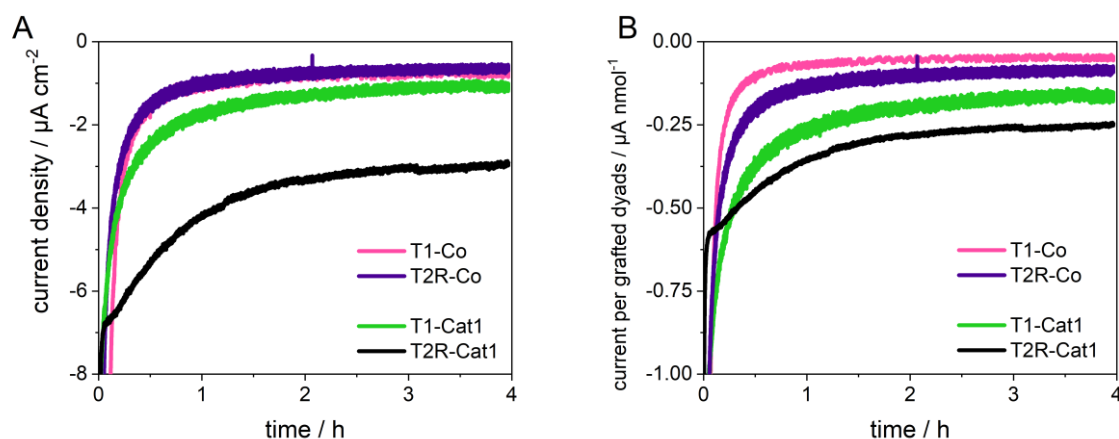 A
current density / µA cm⁻²
0
-2
-4
-6
-8
0
1
2
3
4
time / h
T1-Co
T2R-Co
T1-Cat1
T2R-Cat1
B
current per grafted dyads / µA nmol⁻¹
0.00
-0.25
-0.50
-0.75
-1.00
0
1
2
3
4
time / h
T1-Co
T2R-Co
T1-Cat1
T2R-Cat1